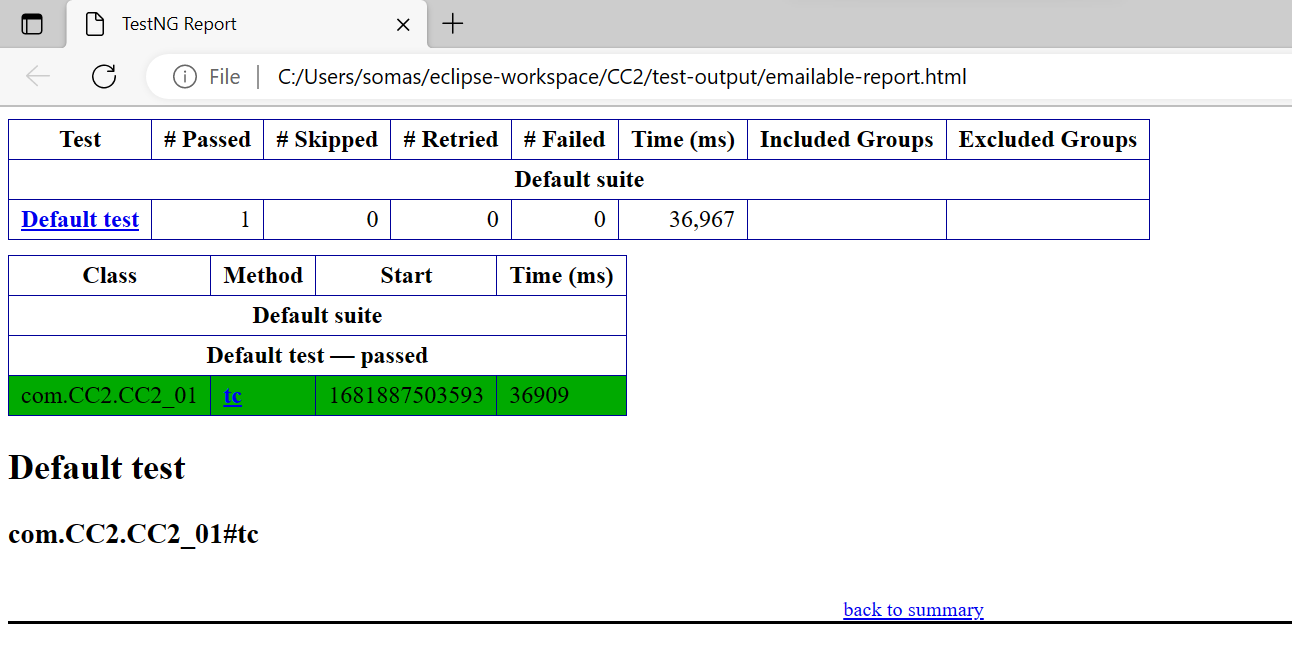 TestNG Report
File C:/Users/somas/eclipse-workspace/CC2/test-output/emailable-report.html
Test # Passed # Skipped # Retried # Failed Time (ms) Included Groups Excluded Groups
Default suite
Default test 1 0 0 0 36,967
Class Method Start Time (ms)
Default suite
Default test — passed
com.CC2.CC2_01 tc 1681887503593 36909
Default test
com.CC2.CC2_01#tc
back to summary